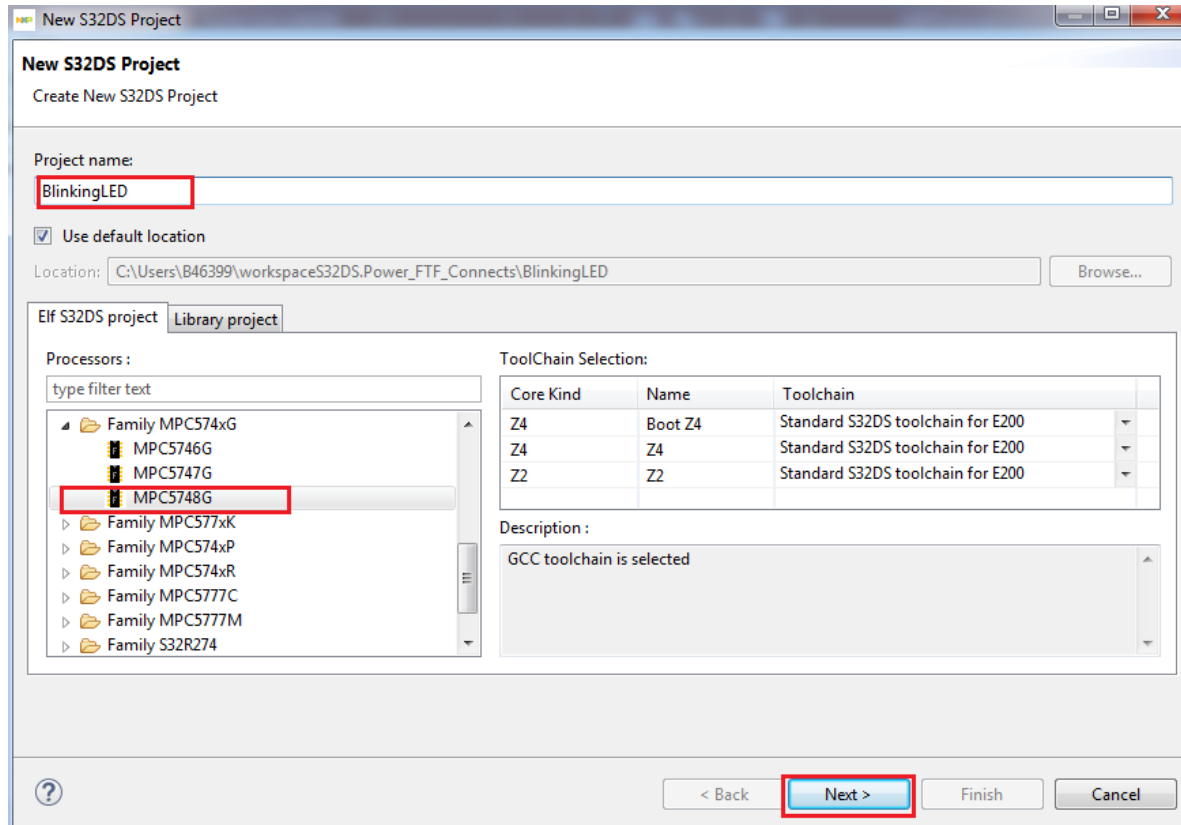 NXP New S32DS Project
New S32DS Project
Create New S32DS Project
Project name:
BlinkingLED
Use default location
Location: C:\Users\B46399\workspaceS32DS.Power_FTF_Connects\BlinkingLED Browse...
Elf S32DS project Library project
Processors :
type filter text
Family MPC574xG
MPC5746G
MPC5747G
MPC5748G
Family MPC577xK
Family MPC574xP
Family MPC574xR
Family MPC5777C
Family MPC5777M
Family S32R274
ToolChain Selection:
Core Kind Name Toolchain
Z4 Boot Z4 Standard S32DS toolchain for E200
Z4 Z4 Standard S32DS toolchain for E200
Z2 Z2 Standard S32DS toolchain for E200
Description :
GCC toolchain is selected
? < Back Next > Finish Cancel